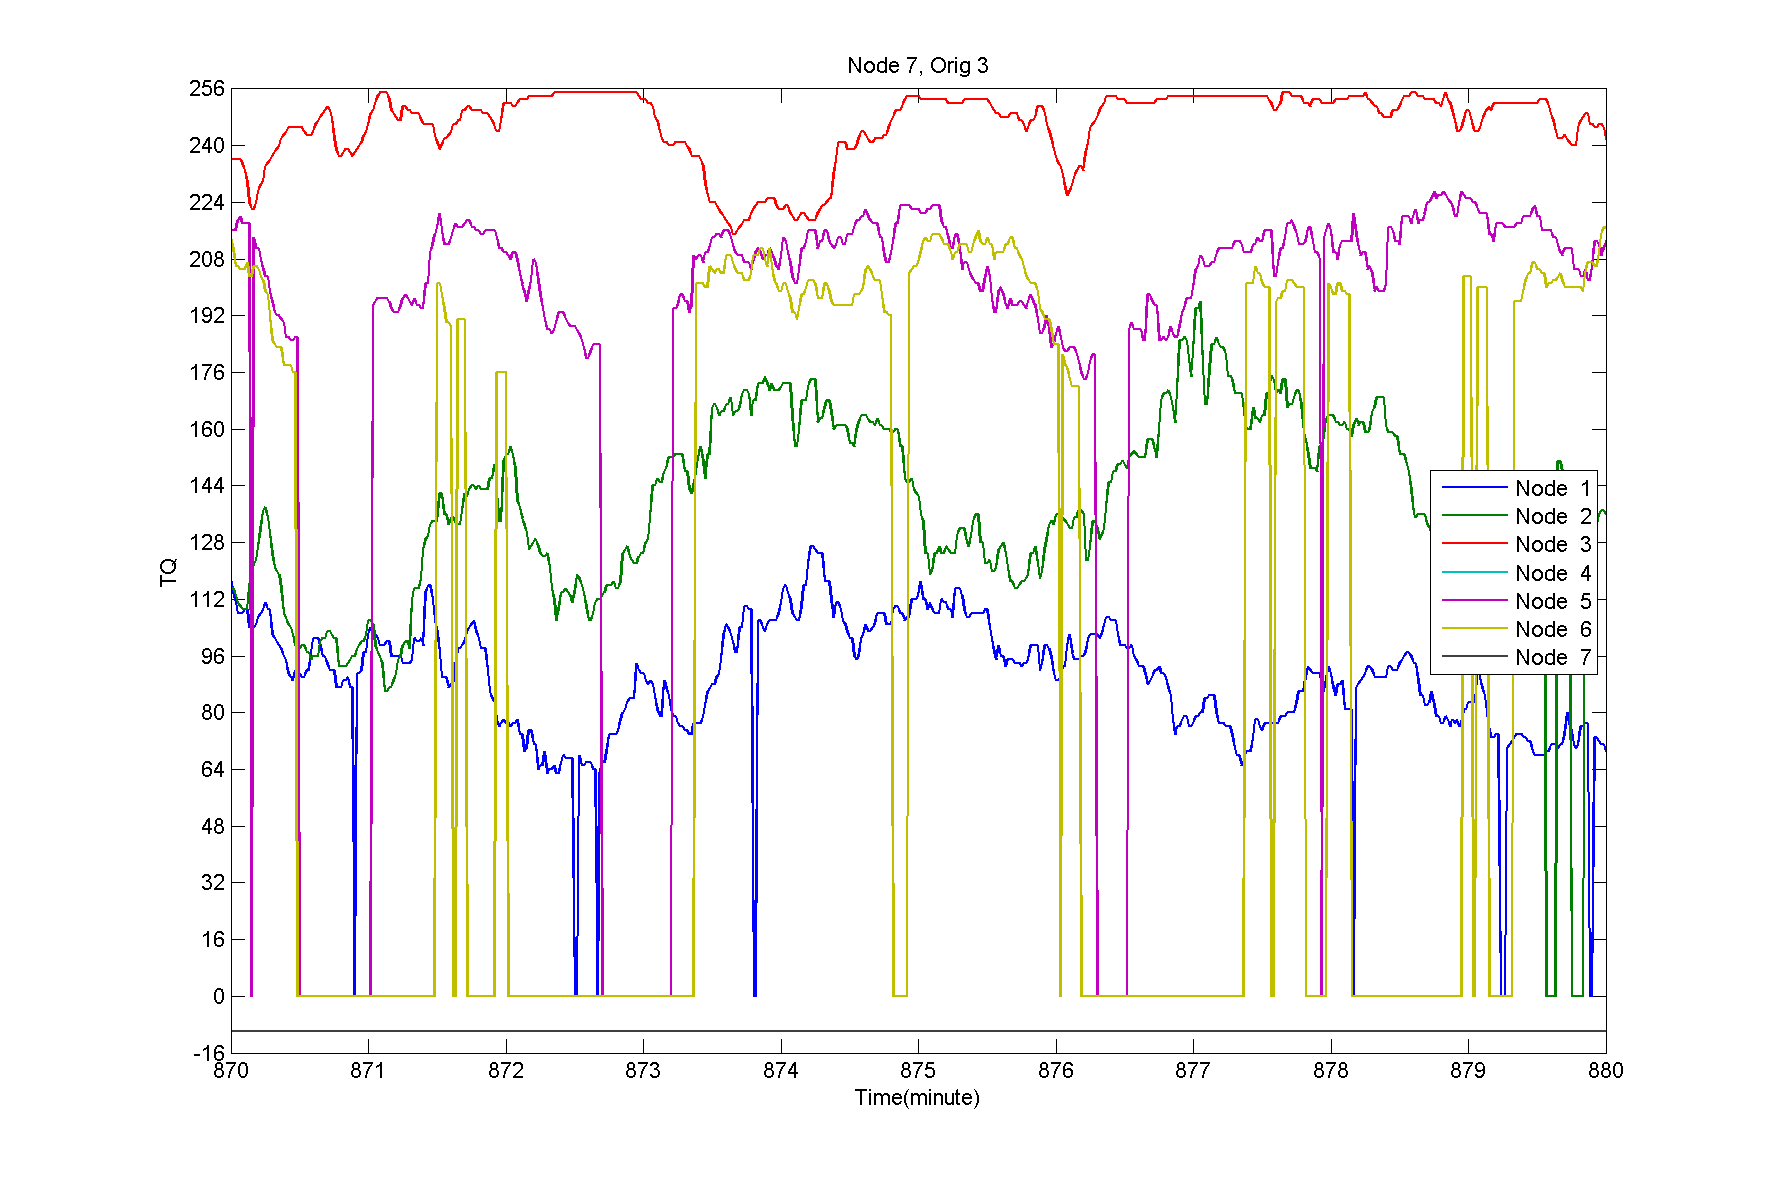 Node 7, Orig 3
256
240
224
208
192
176
160
144
128
112
96
80
64
48
32
16
0
-16
TQ
Node 1
Node 2
Node 3
Node 4
Node 5
Node 6
Node 7
870 871 872 873 874 875 876 877 878 879 880
Time(minute)